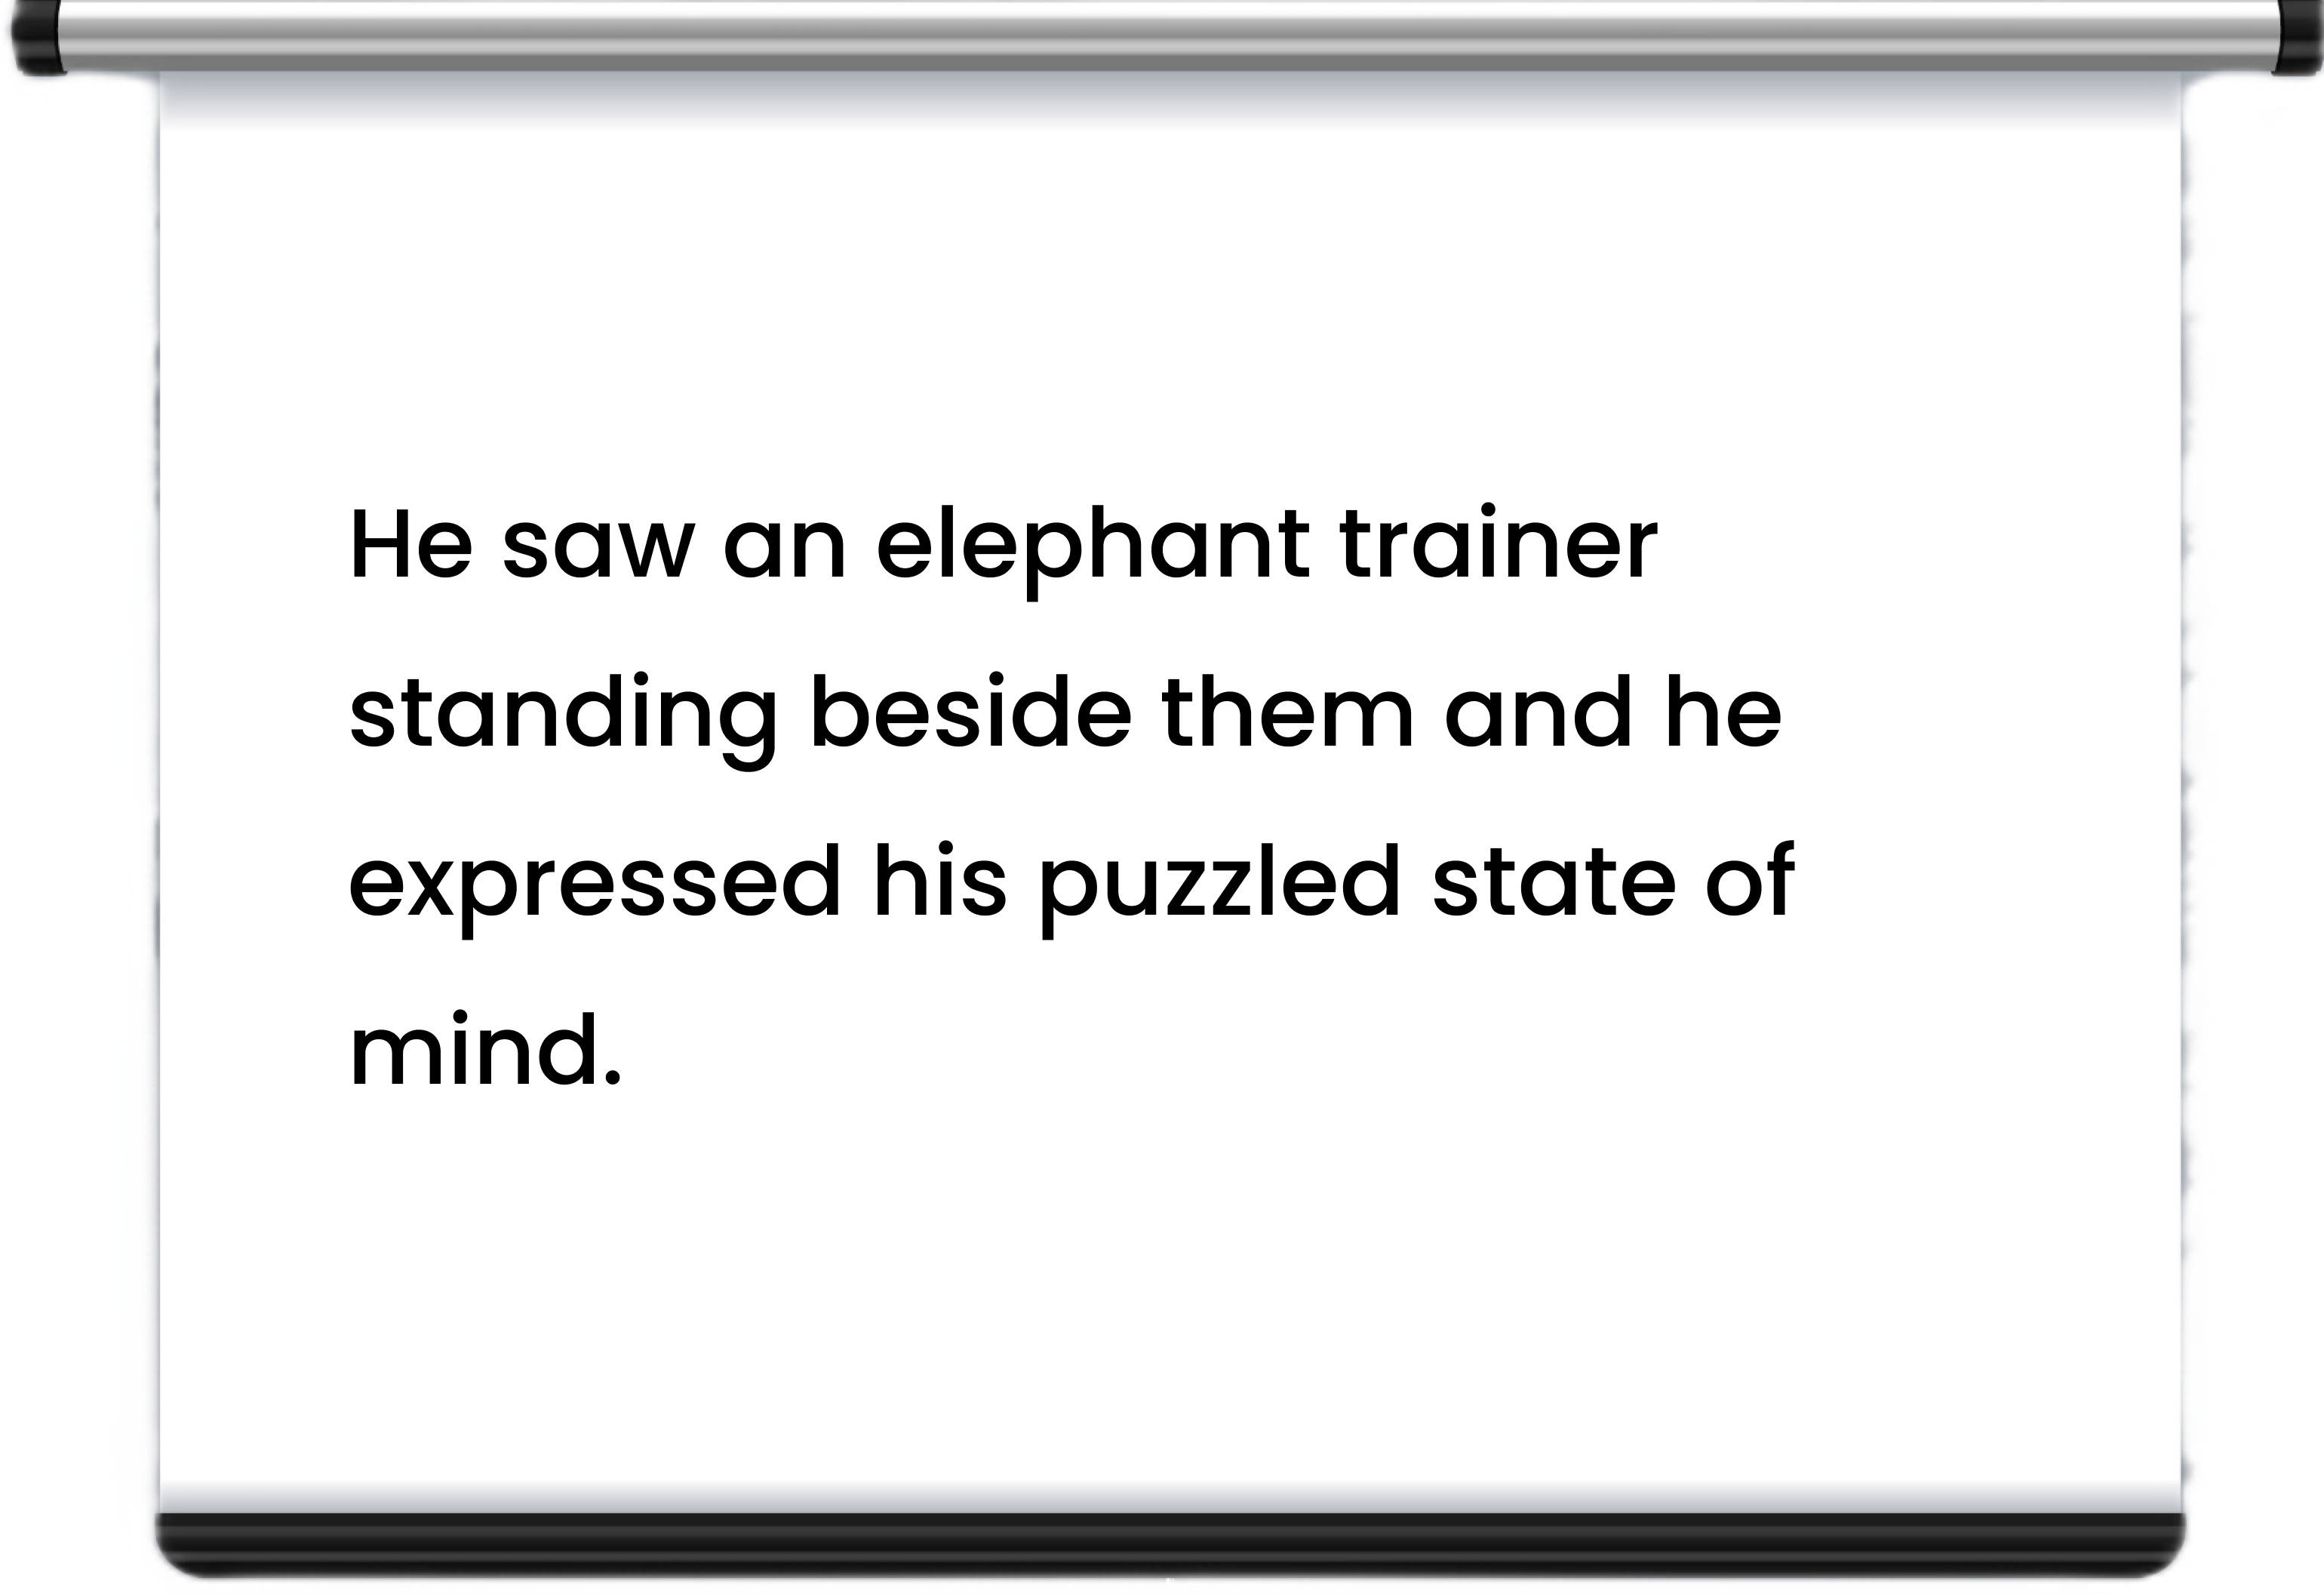 He saw an elephant trainer
standing beside them and he
expressed his puzzled state of
mind.